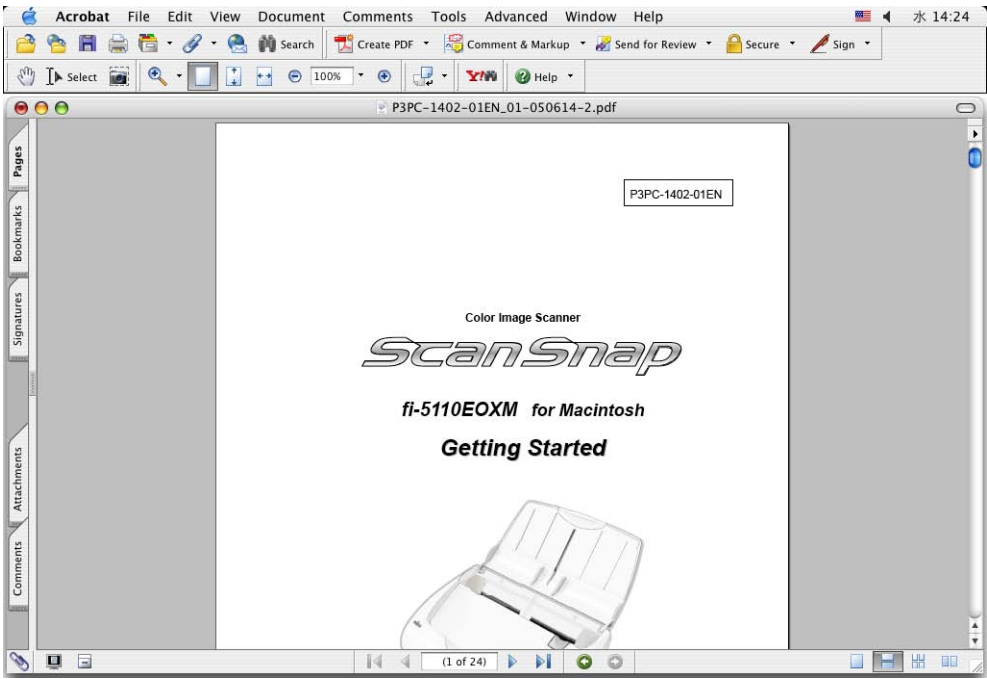 Acrobat File Edit View Document Comments Tools Advanced Window Help 水 14:24
Search Create PDF Comment & Markup Send for Review Secure Sign
Select 100% Y! Help
P3PC-1402-01EN_01-050614-2.pdf
Pages
Bookmarks
Signatures
Attachments
Comments
P3PC-1402-01EN
Color Image Scanner
ScanSnap
fi-5110EOXM for Macintosh
Getting Started
(1 of 24)